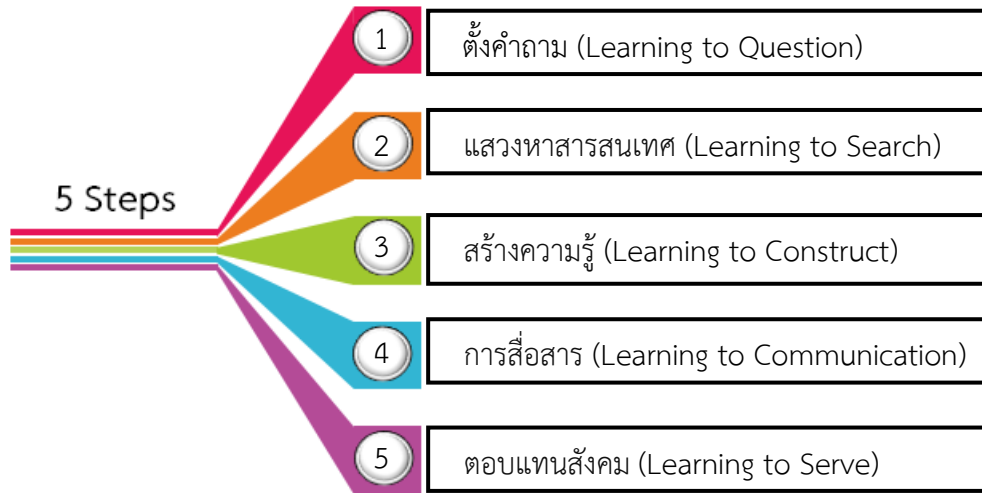 5 Steps
1
ตั้งคำถาม (Learning to Question)
2
แสวงหาสารสนเทศ (Learning to Search)
3
สร้างความรู้ (Learning to Construct)
4
การสื่อสาร (Learning to Communication)
5
ตอบแทนสังคม (Learning to Serve)